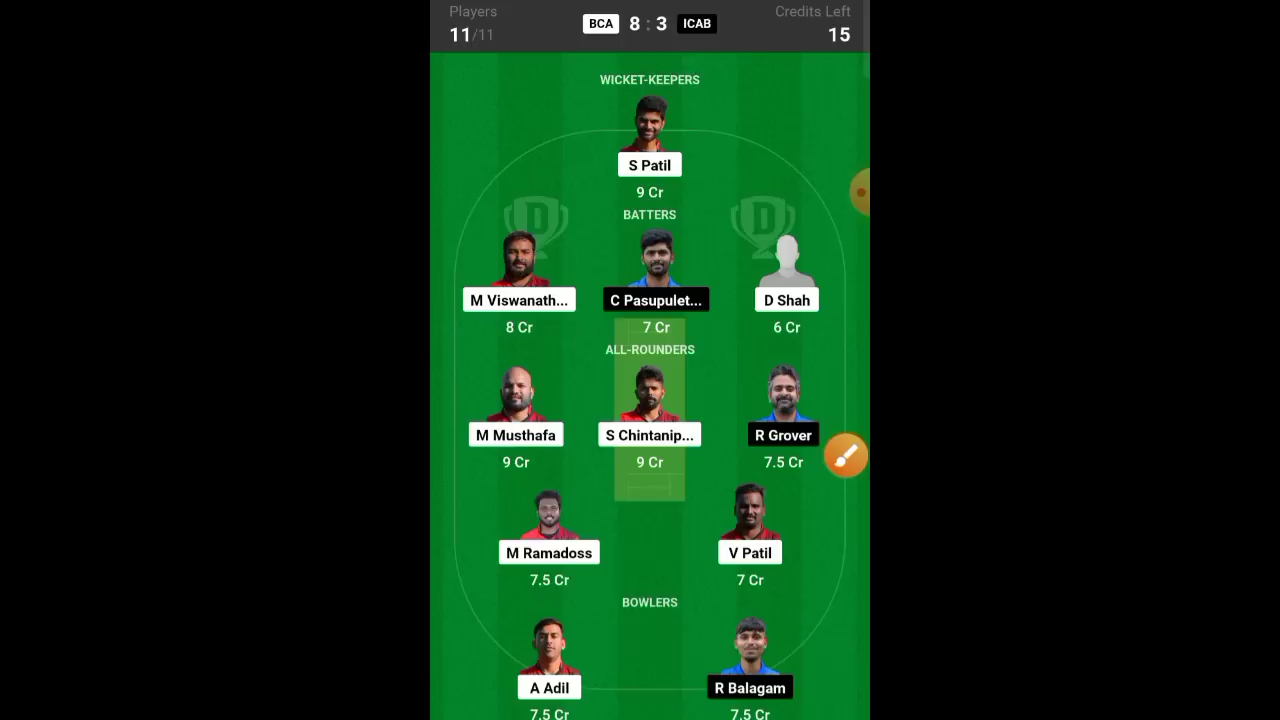 Players
Credits Left
BCA 8 : 3 ICAB
11/11
15
WICKET-KEEPERS
S Patil
9 Cr
BATTERS
M Viswanath... C Pasupulet... D Shah
8 Cr 7 Cr 6 Cr
ALL-ROUNDERS
M Musthafa S Chintanip... R Grover
9 Cr 9 Cr 7.5 Cr
M Ramadoss V Patil
7.5 Cr 7 Cr
BOWLERS
A Adil R Balagam
7.5 Cr 7.5 Cr